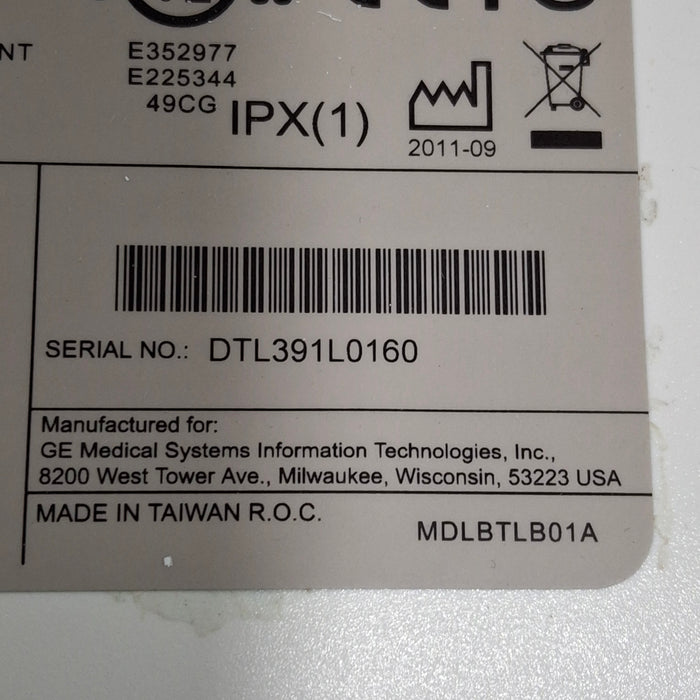 NT
E352977
E225344
49CG
IPX(1)
2011-09
SERIAL NO.: DTL391L0160
Manufactured for:
GE Medical Systems Information Technologies, Inc.,
8200 West Tower Ave., Milwaukee, Wisconsin, 53223 USA
MADE IN TAIWAN R.O.C.
MDLBTLB01A